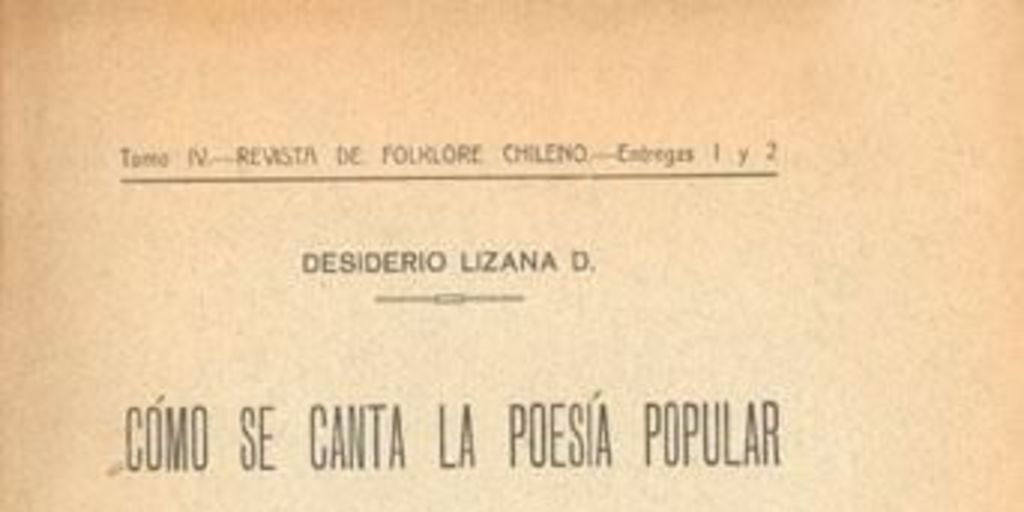 Tomo IV.—REVISTA DE FOLKLORE CHILENO.—Entregas 1 y 2
DESIDERIO LIZANA D.
CÓMO SE CANTA LA POESÍA POPULAR